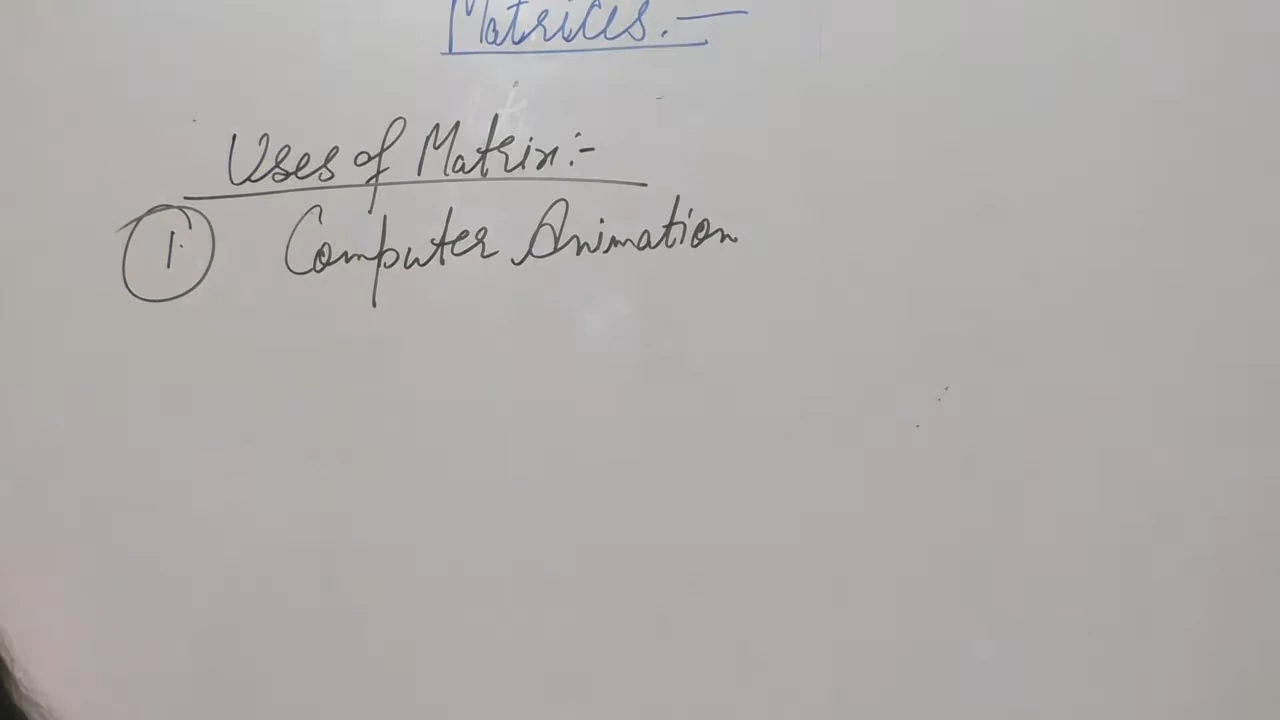 Matrices.—
Uses of Matrix:-
1. Computer Animation